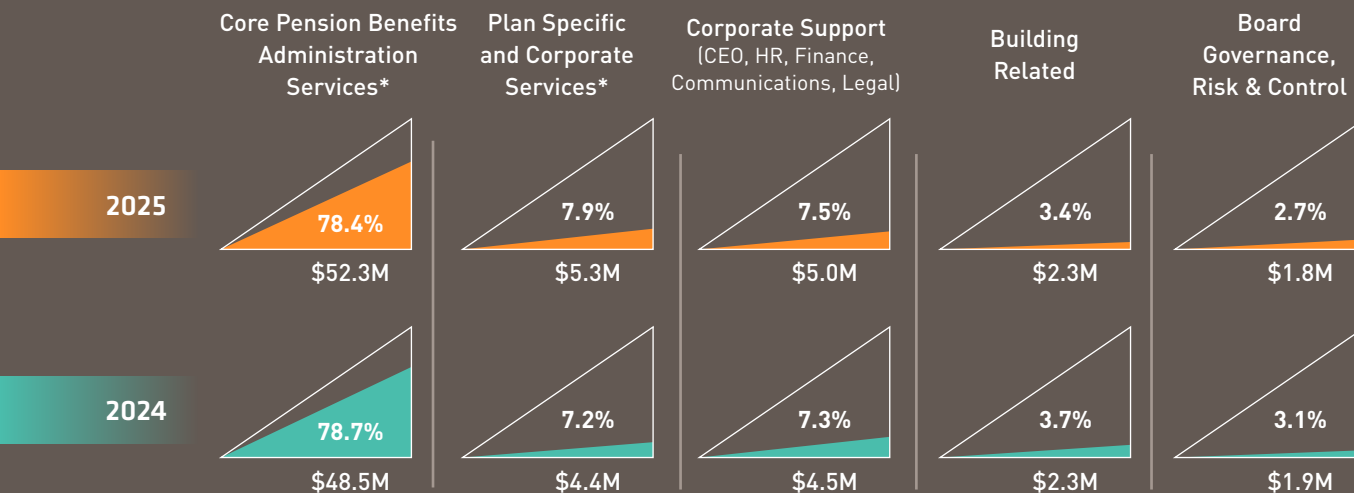 Core Pension Benefits
Administration
Services*
Plan Specific
and Corporate
Services*
Corporate Support
(CEO, HR, Finance,
Communications, Legal)
Building
Related
Board
Governance,
Risk & Control
2025
78.4%
7.9%
7.5%
3.4%
2.7%
$52.3M
$5.3M
$5.0M
$2.3M
$1.8M
2024
78.7%
7.2%
7.3%
3.7%
3.1%
$48.5M
$4.4M
$4.5M
$2.3M
$1.9M